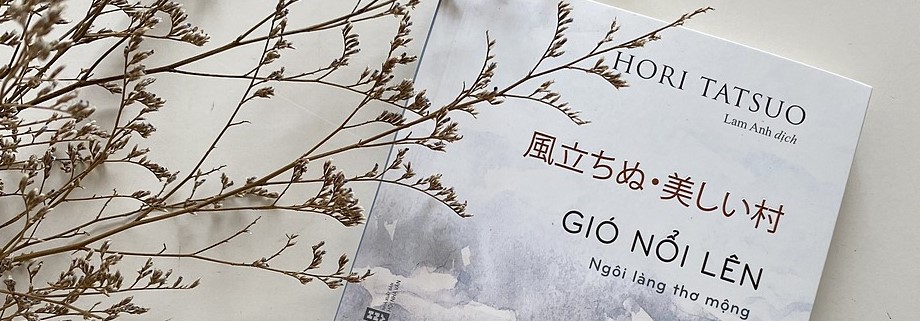 HORI TATSUO
Lam Anh dịch
風立ちぬ・美しい村
GIÓ NỔI LÊN
Ngôi làng thơ mộng